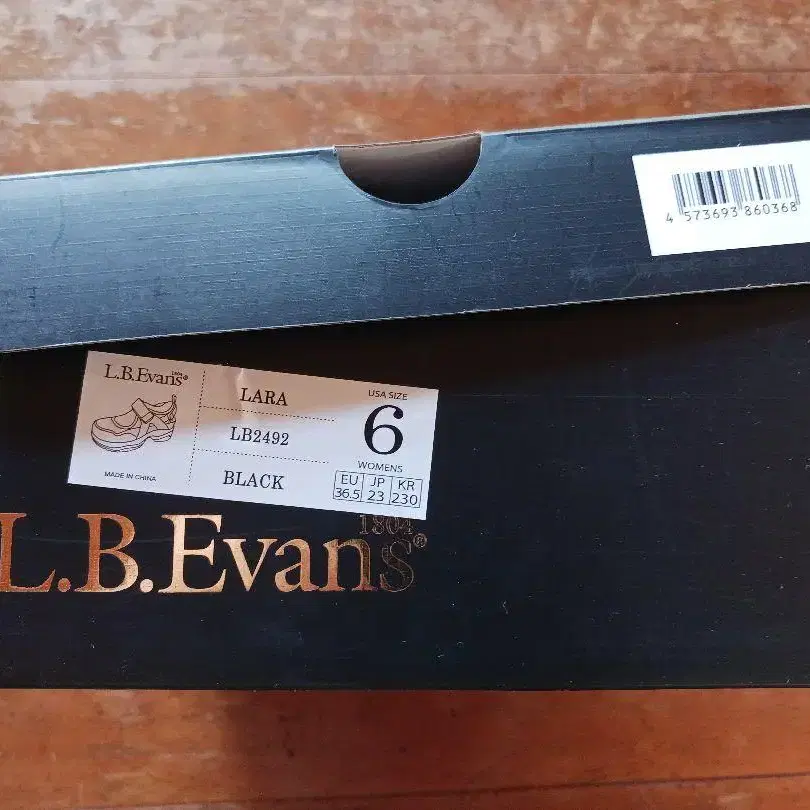 4 573693 860368
L.B.Evans®
1804
LARA
LB2492
BLACK
MADE IN CHINA
USA SIZE
6
WOMENS
EU JP KR
36.5 23 230
1804
L.B.Evans®